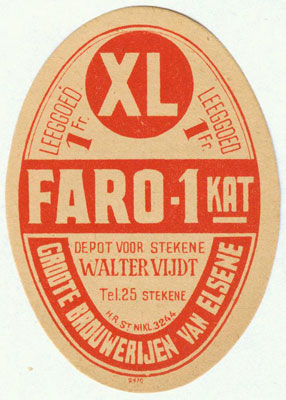 XL
LEEGGOED
1 Fr.
LEEGGOED
1 Fr.
FARO-1 KAT
DEPOT VOOR STEKENE
WALTER VIJDT
Tel.25 STEKENE
H.R. ST. NIKL. 3244
GROOTE BROUWERIJEN VAN ELSENE